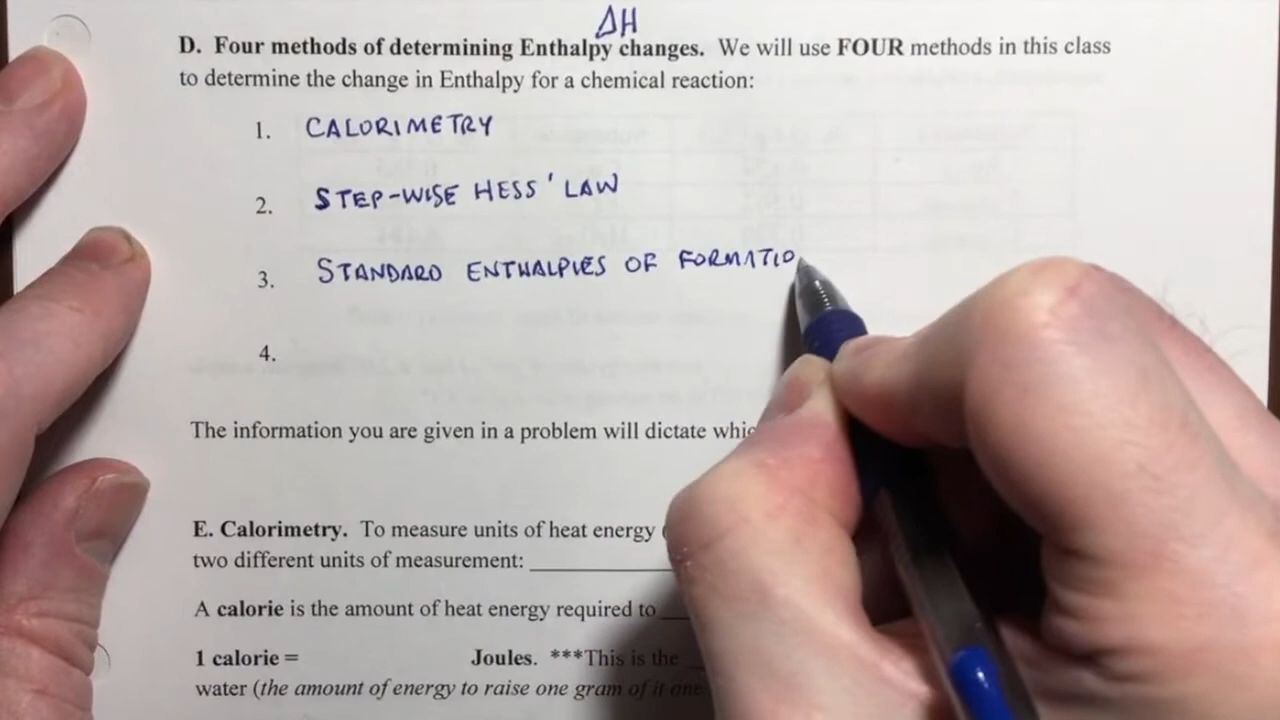 ΔH
D. Four methods of determining Enthalpy changes. We will use FOUR methods in this class
to determine the change in Enthalpy for a chemical reaction:
1. CALORIMETRY
2. STEP-WISE HESS' LAW
3. STANDARD ENTHALPIES OF FORMATIO
4.
The information you are given in a problem will dictate
E. Calorimetry. To measure units of heat energy
two different units of measurement:
A calorie is the amount of heat energy required to
1 calorie = Joules. ***This is the
water (the amount of energy to raise one gram of it one